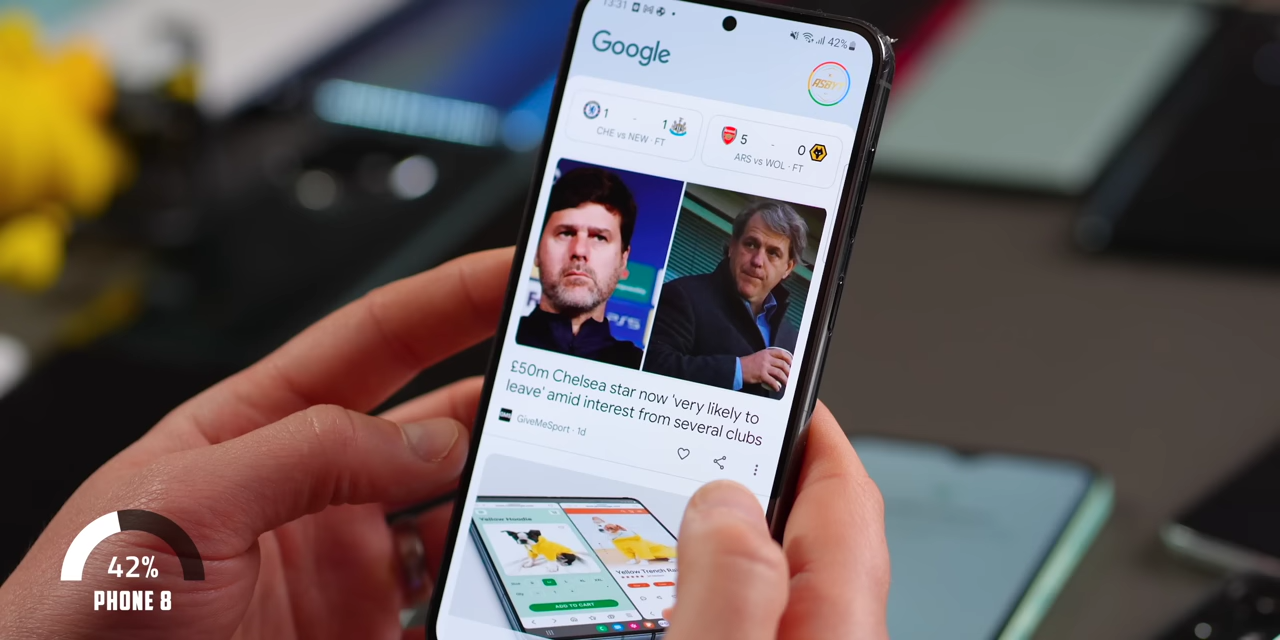 13:31
42%
Google
1 - 1
CHE vs NEW · FT
5 - 0
ARS vs WOL · FT
PS5
£50m Chelsea star now 'very likely to
leave' amid interest from several clubs
GiveMeSport · 1d
Yellow Hoodie
Yellow Trench
ADD TO CART
42%
PHONE 8